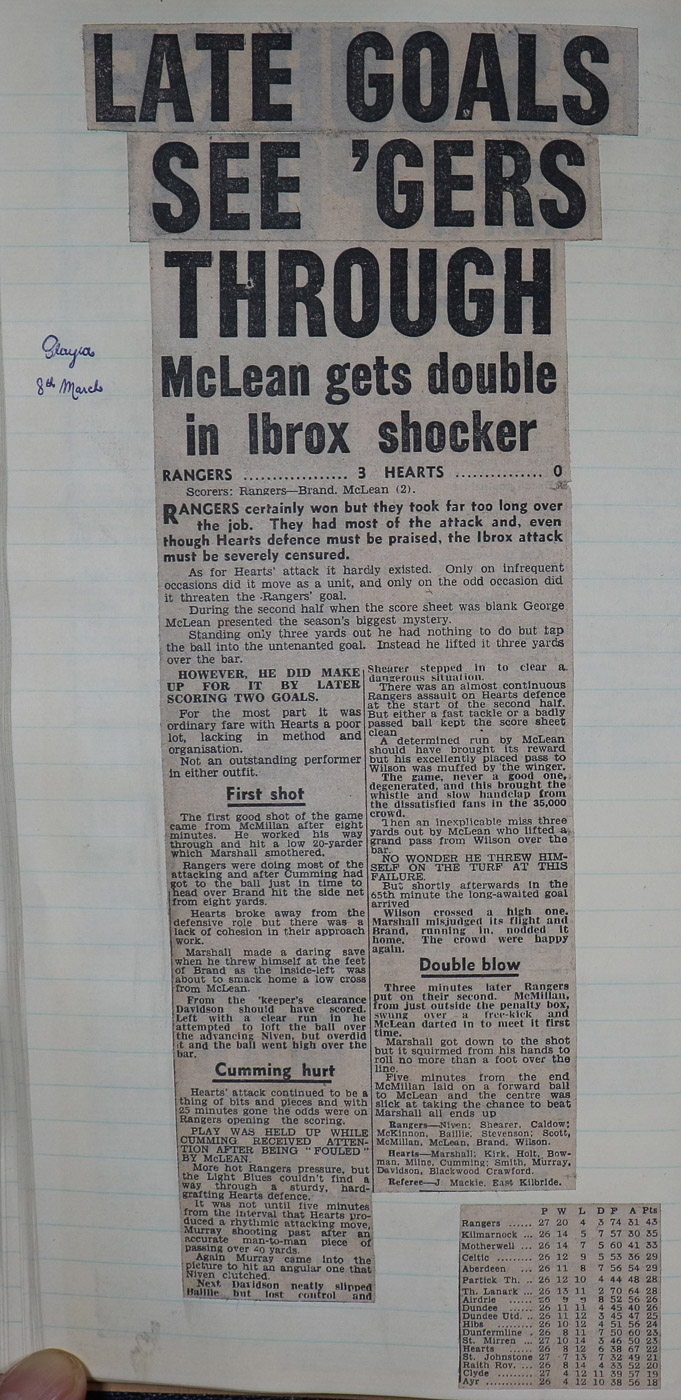 LATE GOALS
SEE 'GERS
THROUGH
McLean gets double
in Ibrox shocker
8th March
RANGERS .................. 3 HEARTS .............. 0
Scorers: Rangers—Brand, McLean (2).
RANGERS certainly won but they took far too long over
the job. They had most of the attack and, even
though Hearts defence must be praised, the Ibrox attack
must be severely censured.
As for Hearts' attack it hardly existed. Only on infrequent
occasions did it move as a unit, and only on the odd occasion did
it threaten the Rangers' goal.
During the second half when the score sheet was blank George
McLean presented the season's biggest mystery.
Standing only three yards out he had nothing to do but tap
the ball into the untenanted goal. Instead he lifted it three yards
over the bar.
HOWEVER, HE DID MAKE
UP FOR IT BY LATER
SCORING TWO GOALS.
For the most part it was
ordinary fare with Hearts a poor
lot, lacking in method and
organisation.
Not an outstanding performer
in either outfit.
First shot
The first good shot of the game
came from McMillan after eight
minutes. He worked his way
through and hit a low 20-yarder
which Marshall smothered.
Rangers were doing most of the
attacking and after Cumming had
got to the ball just in time to
head over Brand hit the side net
from eight yards.
Hearts broke away from the
defensive role but there was a
lack of cohesion in their approach
work.
Marshall made a daring save
when he threw himself at the feet
of Brand as the inside-left was
about to smack home a low cross
from McLean.
From the 'keeper's clearance
Davidson should have scored.
Left with a clear run in he
attempted to loft the ball over
the advancing Niven, but overdid
it and the ball went high over the
bar.
Cumming hurt
Hearts' attack continued to be a
thing of bits and pieces and with
25 minutes gone the odds were on
Rangers opening the scoring.
PLAY WAS HELD UP WHILE
CUMMING RECEIVED ATTEN-
TION AFTER BEING "FOULED"
BY McLEAN.
More hot Rangers pressure, but
the Light Blues couldn't find a
way through a sturdy, hard-
grafting Hearts defence.
It was not until five minutes
from the interval that Hearts pro-
duced a rhythmic attacking move,
Murray shooting past after an
accurate man-to-man piece of
passing over 40 yards.
Again Murray came into the
picture to hit an angular one that
Niven clutched.
Next Davidson neatly slipped
Baillie but lost control and
Shearer stepped in to clear a
dangerous situation.
There was an almost continuous
Rangers assault on Hearts defence
at the start of the second half.
But either a fast tackle or a badly
passed ball kept the score sheet
clean
A determined run by McLean
should have brought its reward
but his excellently placed pass to
Wilson was muffed by the winger.
The game, never a good one,
degenerated, and this brought the
whistle and slow handclap from
the dissatisfied fans in the 35,000
crowd.
Then an inexplicable miss three
yards out by McLean who lifted a
grand pass from Wilson over the
bar.
NO WONDER HE THREW HIM-
SELF ON THE TURF AT THIS
FAILURE.
But shortly afterwards in the
65th minute the long-awaited goal
arrived
Wilson crossed a high one.
Marshall misjudged its flight and
Brand, running in, nodded it
home. The crowd were happy
again.
Double blow
Three minutes later Rangers
put on their second. McMillan,
from just outside the penalty box,
swung over a free-kick and
McLean darted in to meet it first
time.
Marshall got down to the shot
but it squirmed from his hands to
roll no more than a foot over the
line.
Five minutes from the end
McMillan laid on a forward ball
to McLean and the centre was
slick at taking the chance to beat
Marshall all ends up
Rangers—Niven; Shearer, Caldow;
McKinnon, Baillie; Stevenson; Scott,
McMillan, McLean, Brand, Wilson.
Hearts—Marshall; Kirk, Holt, Bow-
man, Milne, Cumming; Smith, Murray,
Davidson, Blackwood Crawford.
Referee—J Mackie, East Kilbride.
P W L D F A Pts
Rangers ...... 27 20 4 3 74 31 43
Kilmarnock ... 26 14 5 7 57 30 35
Motherwell ... 26 14 7 5 60 41 33
Celtic ......... 26 12 9 5 53 36 29
Aberdeen ... 26 11 8 7 56 54 29
Partick Th. .. 26 12 10 4 44 48 28
Th. Lanark ... 26 13 11 2 70 64 28
Airdrie ...... 26 9 9 8 52 56 26
Dundee ...... 26 11 11 4 45 40 26
Dundee Utd. .. 26 11 12 3 45 47 25
Hibs ......... 26 10 12 4 51 56 24
Dunfermline . 26 8 11 7 50 60 23
St. Mirren ... 27 10 14 3 46 50 23
Hearts ...... 26 8 12 6 38 67 22
St. Johnstone 27 7 13 7 32 49 21
Raith Rov. ... 26 8 14 4 33 52 20
Clyde ......... 27 4 12 11 39 57 19
Ayr ............ 26 4 12 10 38 56 18